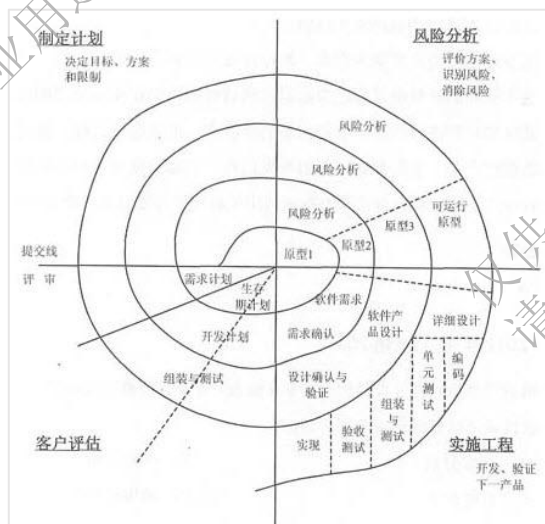 制定计划
决定目标、方案
和限制
风险分析
评价方案、
识别风险、
消除风险
风险分析
风险分析
风险分析
原型1
原型2
原型3
可运行
原型
提交线
评 审
需求计划
生存
期计划
软件需求
需求确认
软件产
品设计
详细设计
开发计划
组装与测试
设计确认与
验证
单元测试
编码
组装与测试
验收
测试
实现
客户评估
实施工程
开发、验证
下一产品
仅供
请
业用